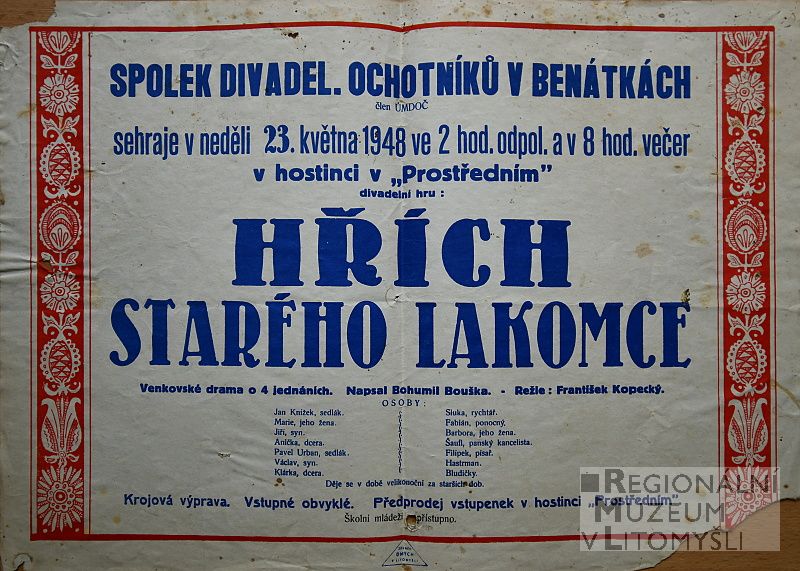 SPOLEK DIVADEL. OCHOTNÍKŮ V BENÁTKÁCH
člen ÚMDOČ
sehraje v neděli 23. května 1948 ve 2 hod. odpol. a v 8 hod. večer
v hostinci v „Prostředním”
divadelní hru :
HŘÍCH
STARÉHO LAKOMCE
Venkovské drama o 4 jednáních. Napsal Bohumil Bouška. - Režie : František Kopecký.
OSOBY:
Jan Knížek, sedlák.
Marie, jeho žena.
Jiří, syn.
Anička, dcera.
Pavel Urban, sedlák.
Václav, syn.
Klárka, dcera.
Sluka, rychtář.
Fabián, ponocný.
Barbora, jeho žena.
Šaufl, panský kancelista.
Filípek, písař.
Hastrman.
Bludičky.
Děje se v době velikonoční za starších dob.
Krojová výprava. Vstupné obvyklé. Předprodej vstupenek v hostinci „Prostředním”
Školní mládeži přístupno.
V LITOMYŠLI
REGIONÁLNÍ
MUZEUM
V LITOMYŠLI